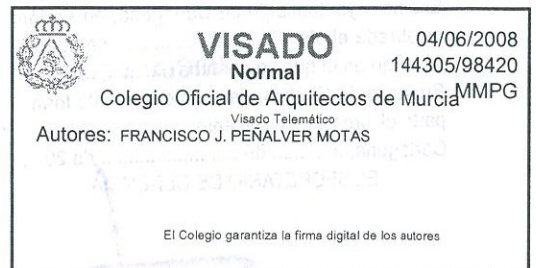 VISADO 04/06/2008
Normal 144305/98420
Colegio Oficial de Arquitectos de Murcia MMPG
Visado Telemático
Autores: FRANCISCO J. PEÑALVER MOTAS
El Colegio garantiza la firma digital de los autores